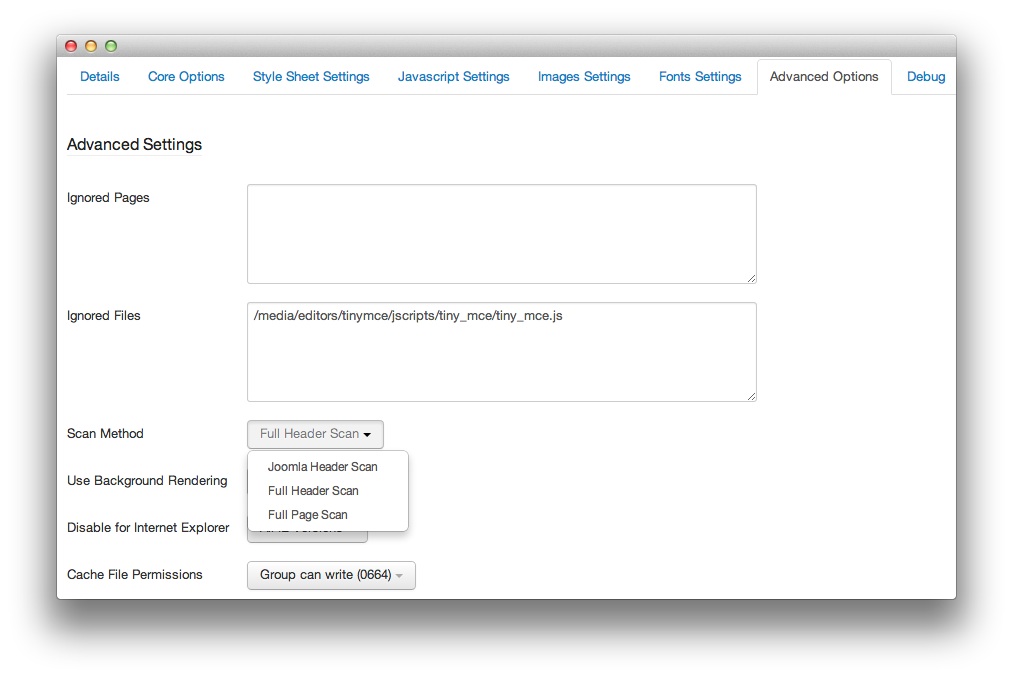 Details Core Options Style Sheet Settings Javascript Settings Images Settings Fonts Settings Advanced Options Debug
Advanced Settings
Ignored Pages
Ignored Files /media/editors/tinymce/jscripts/tiny_mce/tiny_mce.js
Scan Method Full Header Scan
Joomla Header Scan
Use Background Rendering
Full Header Scan
Full Page Scan
Disable for Internet Explorer
Cache File Permissions Group can write (0664)